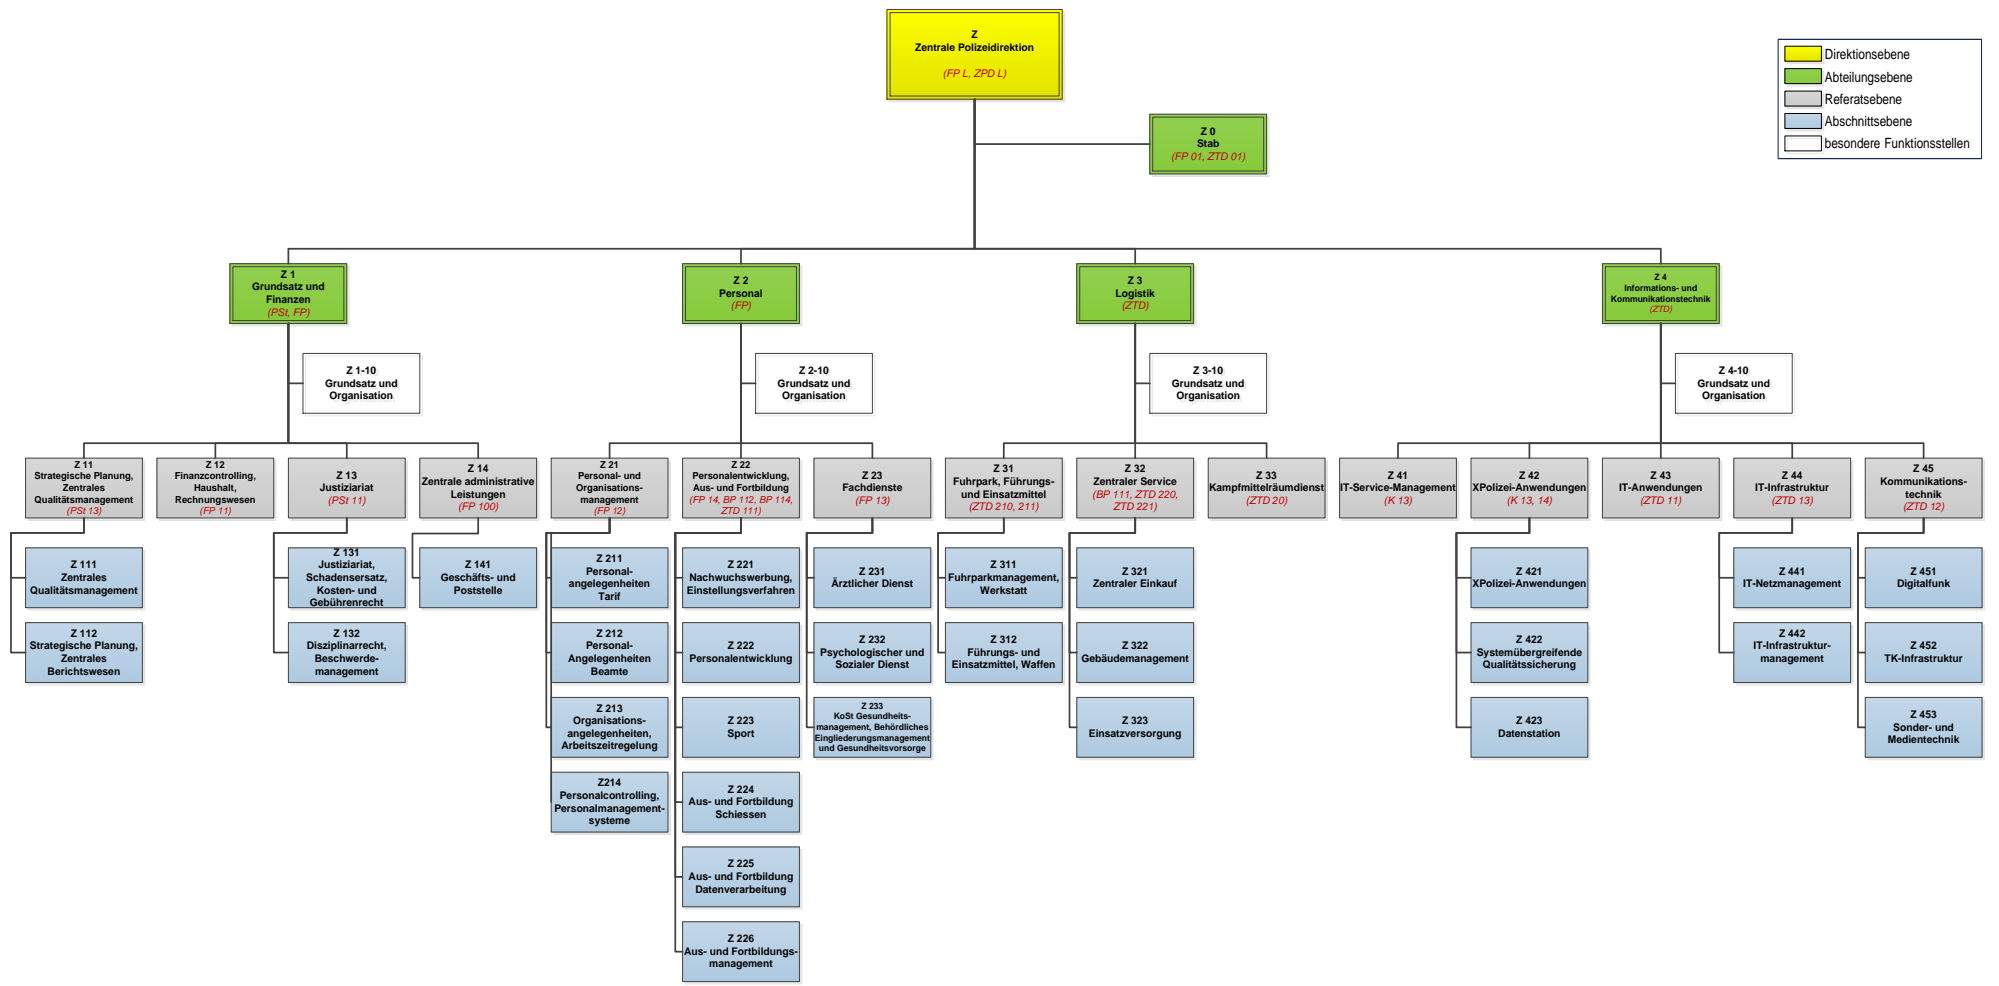 Z
Zentrale Polizeidirektion
(FP L, ZPD L)
Direktionsebene
Abteilungsebene
Referatsebene
Abschnittsebene
besondere Funktionsstellen
Z 0
Stab
(FP 01, ZTD 01)
Z 1
Grundsatz und
Finanzen
(PSt, FP)
Z 2
Personal
(FP)
Z 3
Logistik
(ZTD)
Z 4
Informations- und
Kommunikationstechnik
(ZTD)
Z 1-10
Grundsatz und
Organisation
Z 2-10
Grundsatz und
Organisation
Z 3-10
Grundsatz und
Organisation
Z 4-10
Grundsatz und
Organisation
Z 11
Strategische Planung,
Zentrales
Qualitätsmanagement
(PSt 13)
Z 12
Finanzcontrolling,
Haushalt,
Rechnungswesen
(FP 11)
Z 13
Justiziariat
(PSt 11)
Z 14
Zentrale administrative
Leistungen
(FP 100)
Z 21
Personal- und
Organisations-
management
(FP 12)
Z 22
Personalentwicklung,
Aus- und Fortbildung
(FP 14, BP 112, BP 114,
ZTD 111)
Z 23
Fachdienste
(FP 13)
Z 31
Fuhrpark, Führungs-
und Einsatzmittel
(ZTD 210, 211)
Z 32
Zentraler Service
(BP 111, ZTD 220,
ZTD 221)
Z 33
Kampfmittelräumdienst
(ZTD 20)
Z 41
IT-Service-Management
(K 13)
Z 42
XPolizei-Anwendungen
(K 13, 14)
Z 43
IT-Anwendungen
(ZTD 11)
Z 44
IT-Infrastruktur
(ZTD 13)
Z 45
Kommunikations-
technik
(ZTD 12)
Z 111
Zentrales
Qualitätsmanagement
Z 131
Justiziariat,
Schadensersatz,
Kosten- und
Gebührenrecht
Z 141
Geschäfts- und
Poststelle
Z 211
Personal-
angelegenheiten
Tarif
Z 221
Nachwuchswerbung,
Einstellungsverfahren
Z 231
Ärztlicher Dienst
Z 311
Fuhrparkmanagement,
Werkstatt
Z 321
Zentraler Einkauf
Z 421
XPolizei-Anwendungen
Z 441
IT-Netzmanagement
Z 451
Digitalfunk
Z 112
Strategische Planung,
Zentrales
Berichtswesen
Z 132
Disziplinarrecht,
Beschwerde-
management
Z 212
Personal-
Angelegenheiten
Beamte
Z 222
Personalentwicklung
Z 232
Psychologischer und
Sozialer Dienst
Z 312
Führungs- und
Einsatzmittel, Waffen
Z 322
Gebäudemanagement
Z 422
Systemübergreifende
Qualitätssicherung
Z 442
IT-Infrastruktur-
management
Z 452
TK-Infrastruktur
Z 213
Organisations-
angelegenheiten,
Arbeitszeitregelung
Z 223
Sport
Z 233
KoSt Gesundheits-
management, Behördliches
Eingliederungsmanagement
und Gesundheitsvorsorge
Z 323
Einsatzversorgung
Z 423
Datenstation
Z 453
Sonder- und
Medientechnik
Z214
Personalcontrolling,
Personalmanagement-
systeme
Z 224
Aus- und Fortbildung
Schiessen
Z 225
Aus- und Fortbildung
Datenverarbeitung
Z 226
Aus- und Fortbildungs-
management